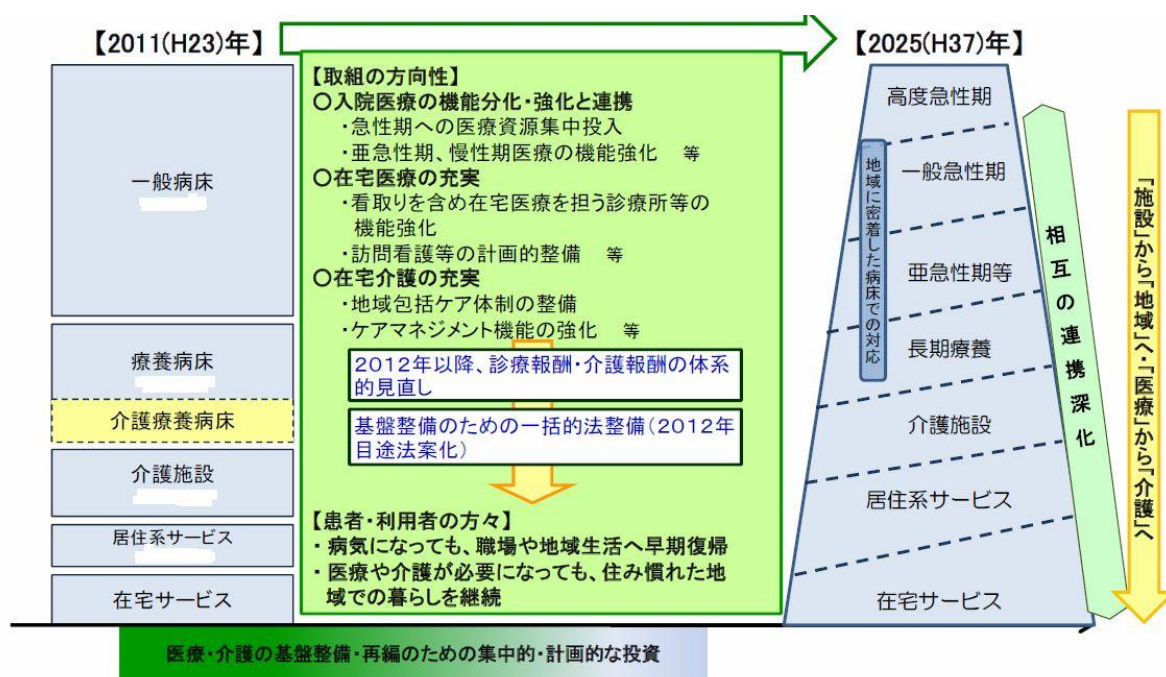 【2011(H23)年】
一般病床
療養病床
介護療養病床
介護施設
居住系サービス
在宅サービス
【取組の方向性】
○入院医療の機能分化・強化と連携
・急性期への医療資源集中投入
・亜急性期、慢性期医療の機能強化 等
○在宅医療の充実
・看取りを含め在宅医療を担う診療所等の
機能強化
・訪問看護等の計画的整備 等
○在宅介護の充実
・地域包括ケア体制の整備
・ケアマネジメント機能の強化 等
2012年以降、診療報酬・介護報酬の体系
的見直し
基盤整備のための一括的法整備(2012年
目途法案化)
【患者・利用者の方々】
・病気になっても、職場や地域生活へ早期復帰
・医療や介護が必要になっても、住み慣れた地
域での暮らしを継続
【2025(H37)年】
高度急性期
一般急性期
亜急性期等
長期療養
介護施設
居住系サービス
在宅サービス
地域に密着した病床での対応
相互の連携深化
「施設」から「地域」へ・「医療」から「介護」へ
医療・介護の基盤整備・再編のための集中的・計画的な投資